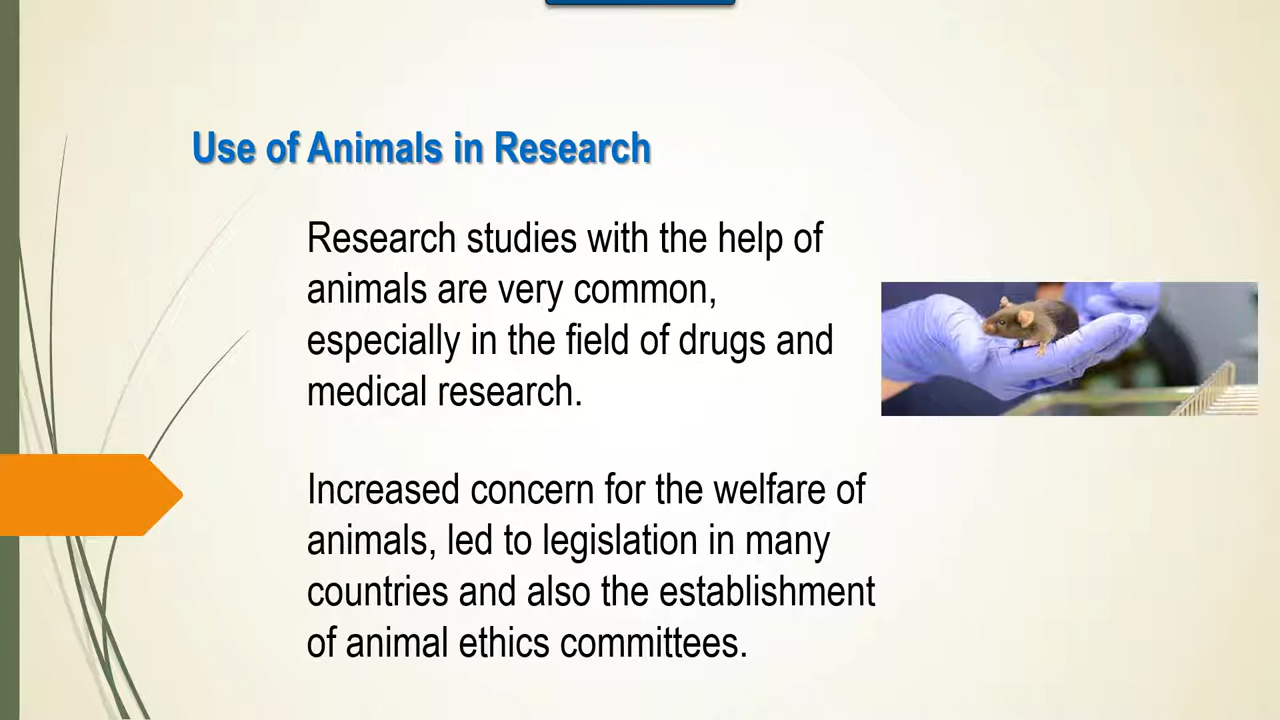 Use of Animals in Research
Research studies with the help of
animals are very common,
especially in the field of drugs and
medical research.
Increased concern for the welfare of
animals, led to legislation in many
countries and also the establishment
of animal ethics committees.